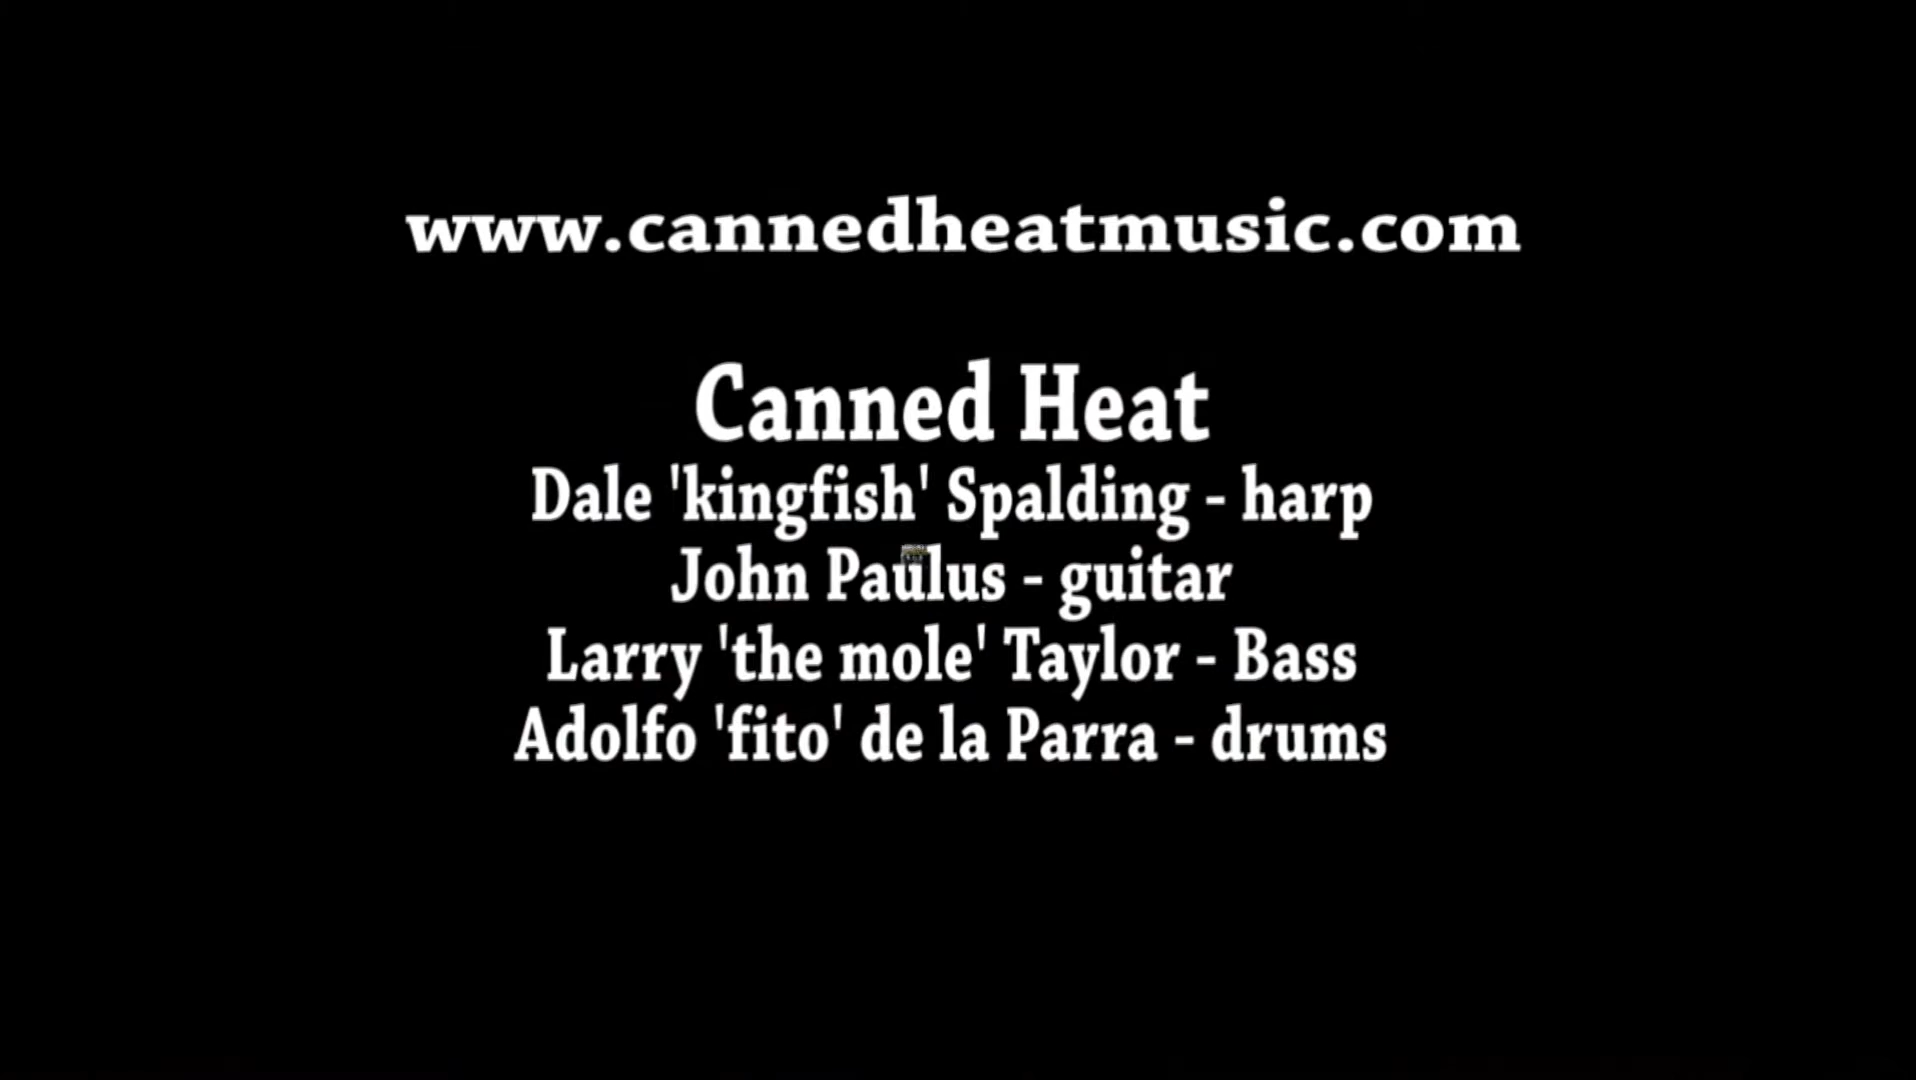 www.cannedheatmusic.com
Canned Heat
Dale 'kingfish' Spalding - harp
John Paulus - guitar
Larry 'the mole' Taylor - Bass
Adolfo 'fito' de la Parra - drums